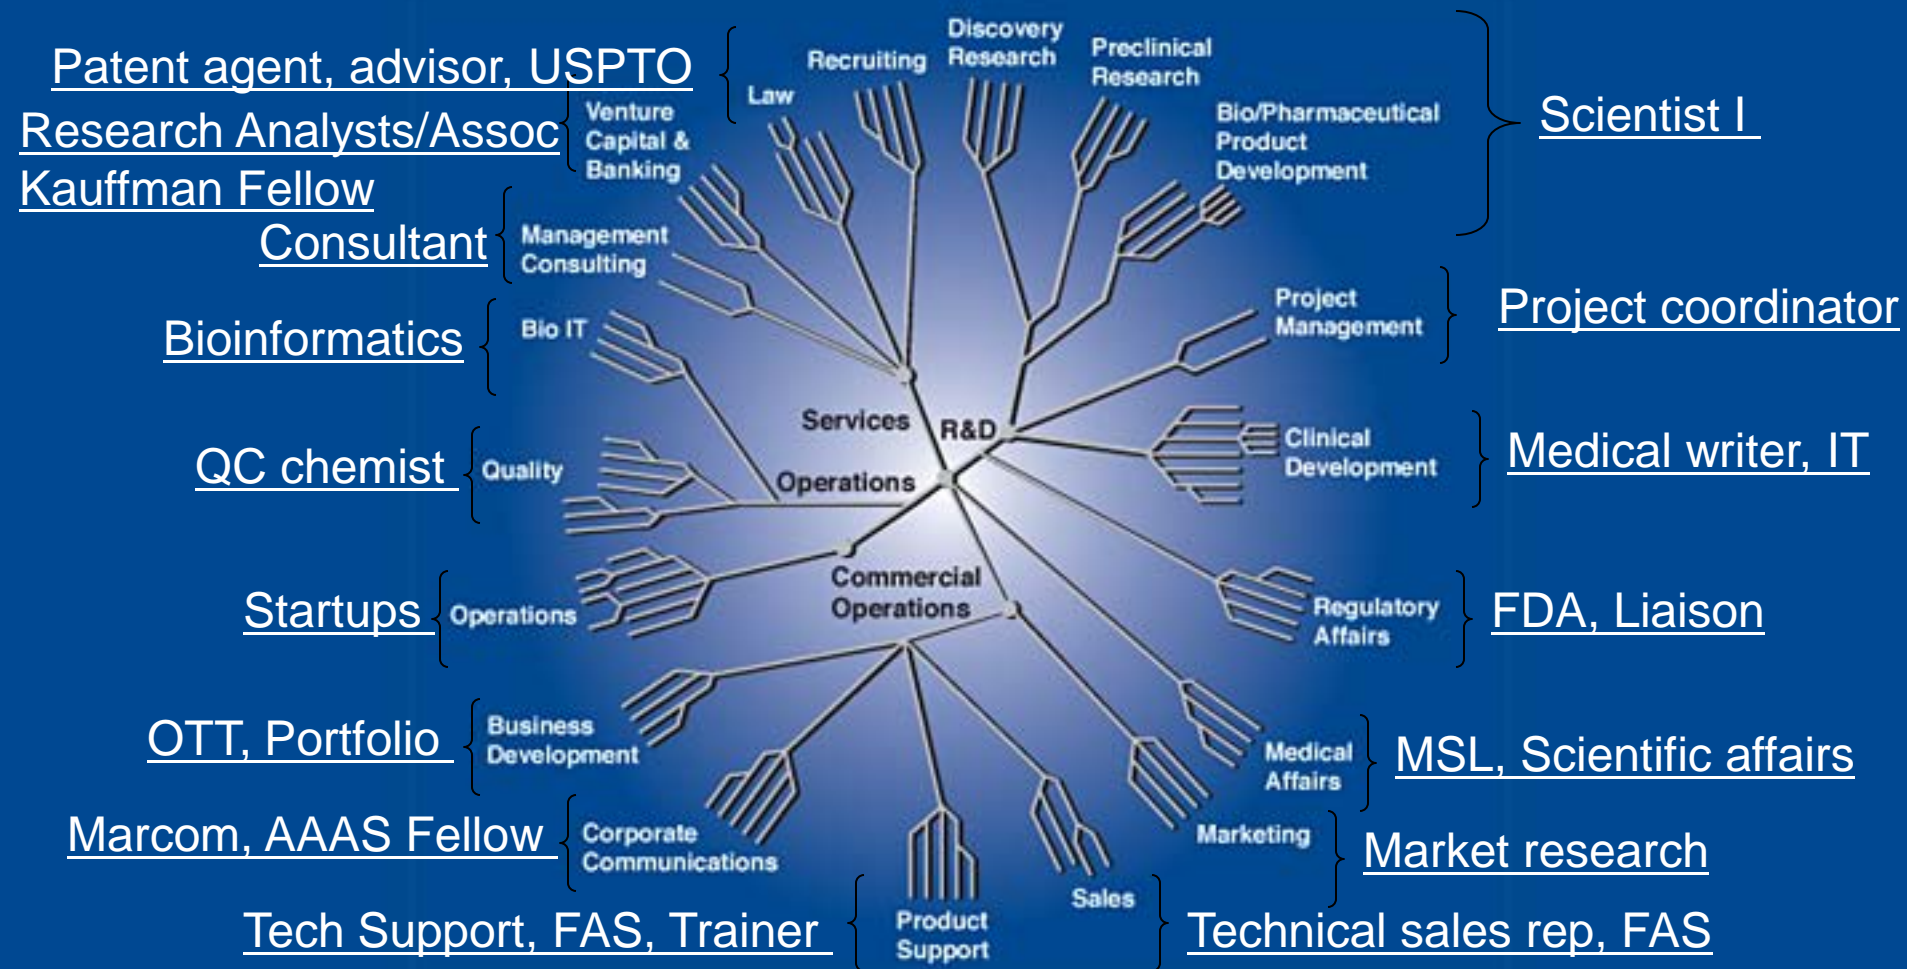 Discovery
Research
Recruiting
Preclinical
Research
Patent agent, advisor, USPTO
Law
Venture
Capital &
Banking
Bio/Pharmaceutical
Product
Development
Scientist I
Research Analysts/Assoc
Kauffman Fellow
Consultant
Management
Consulting
Project
Management
Project coordinator
Bioinformatics
Bio IT
Services
R&D
Clinical
Development
Medical writer, IT
QC chemist
Quality
Operations
Commercial
Operations
Startups
Operations
Regulatory
Affairs
FDA, Liaison
OTT, Portfolio
Business
Development
Medical
Affairs
MSL, Scientific affairs
Marcom, AAAS Fellow
Corporate
Communications
Marketing
Market research
Sales
Tech Support, FAS, Trainer
Product
Support
Technical sales rep, FAS